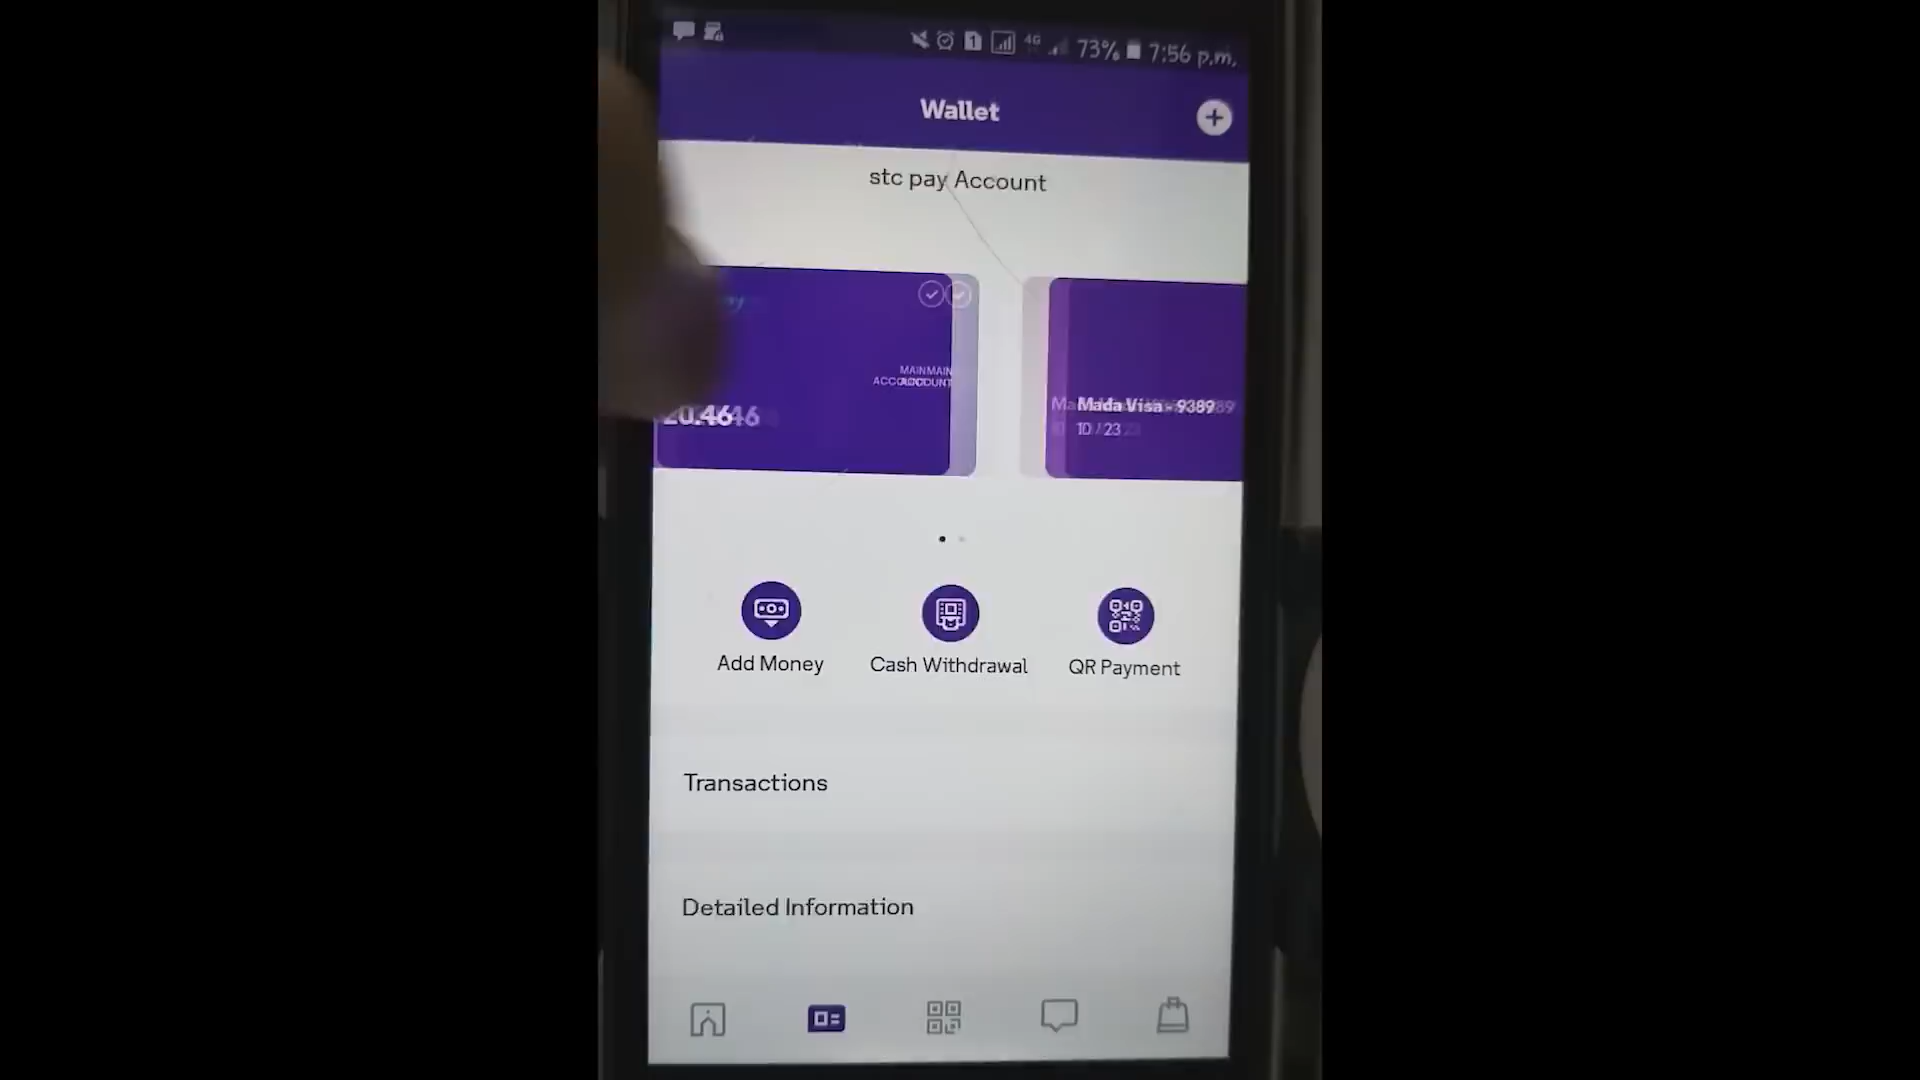 4G 73% 7:56 p.m.
Wallet
stc pay Account
MAIN
ACCOUNT
20.46
Mada Visa - 9389
10 / 23
Add Money
Cash Withdrawal
QR Payment
Transactions
Detailed Information